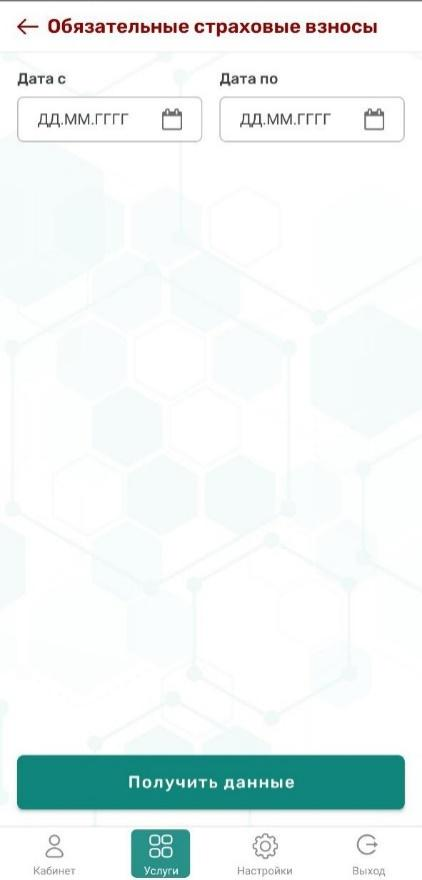 Обязательные страховые взносы
Дата с Дата по
ДД.ММ.ГГГГ ДД.ММ.ГГГГ
Получить данные
Кабинет Услуги Настройки Выход